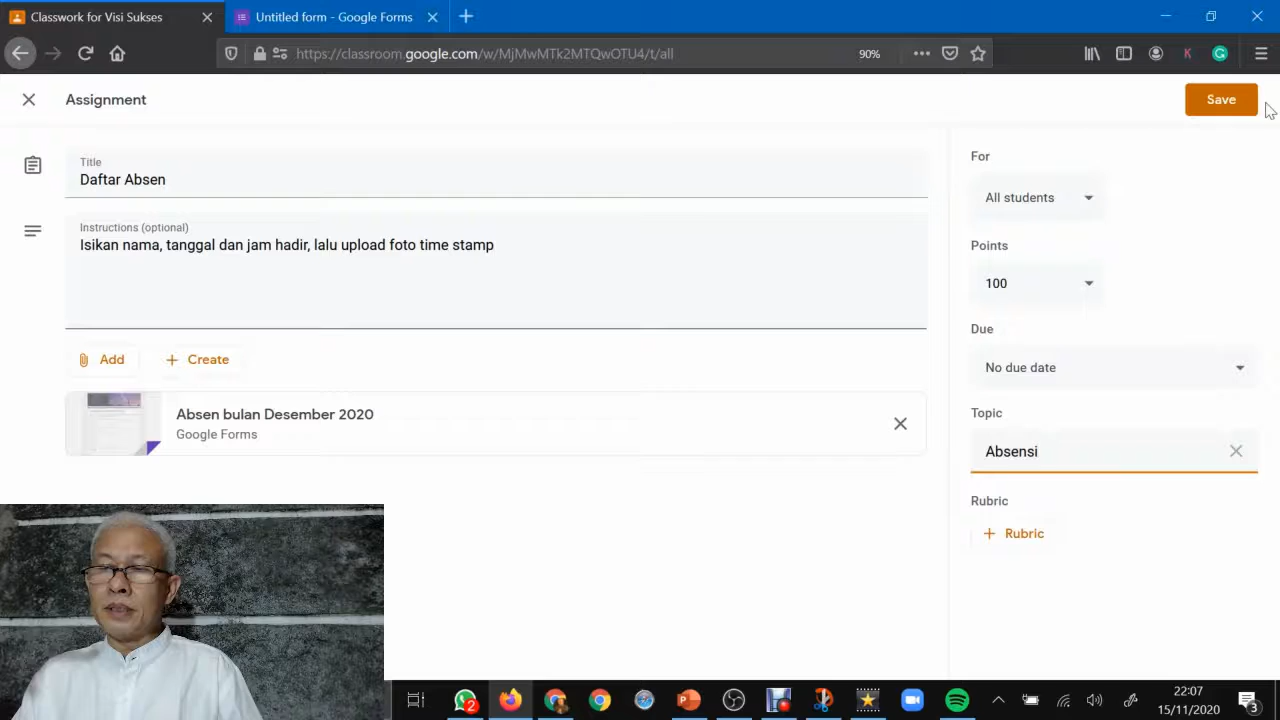 Classwork for Visi Sukses
Untitled form - Google Forms
https://classroom.google.com/w/MjMwMTk2MTQwOTU4/t/all
90%
Assignment
Save
Title
Daftar Absen
Instructions (optional)
Isikan nama, tanggal dan jam hadir, lalu upload foto time stamp
Add
Create
Absen bulan Desember 2020
Google Forms
For
All students
Points
100
Due
No due date
Topic
Absensi
Rubric
Rubric
2
22:07
15/11/2020
3